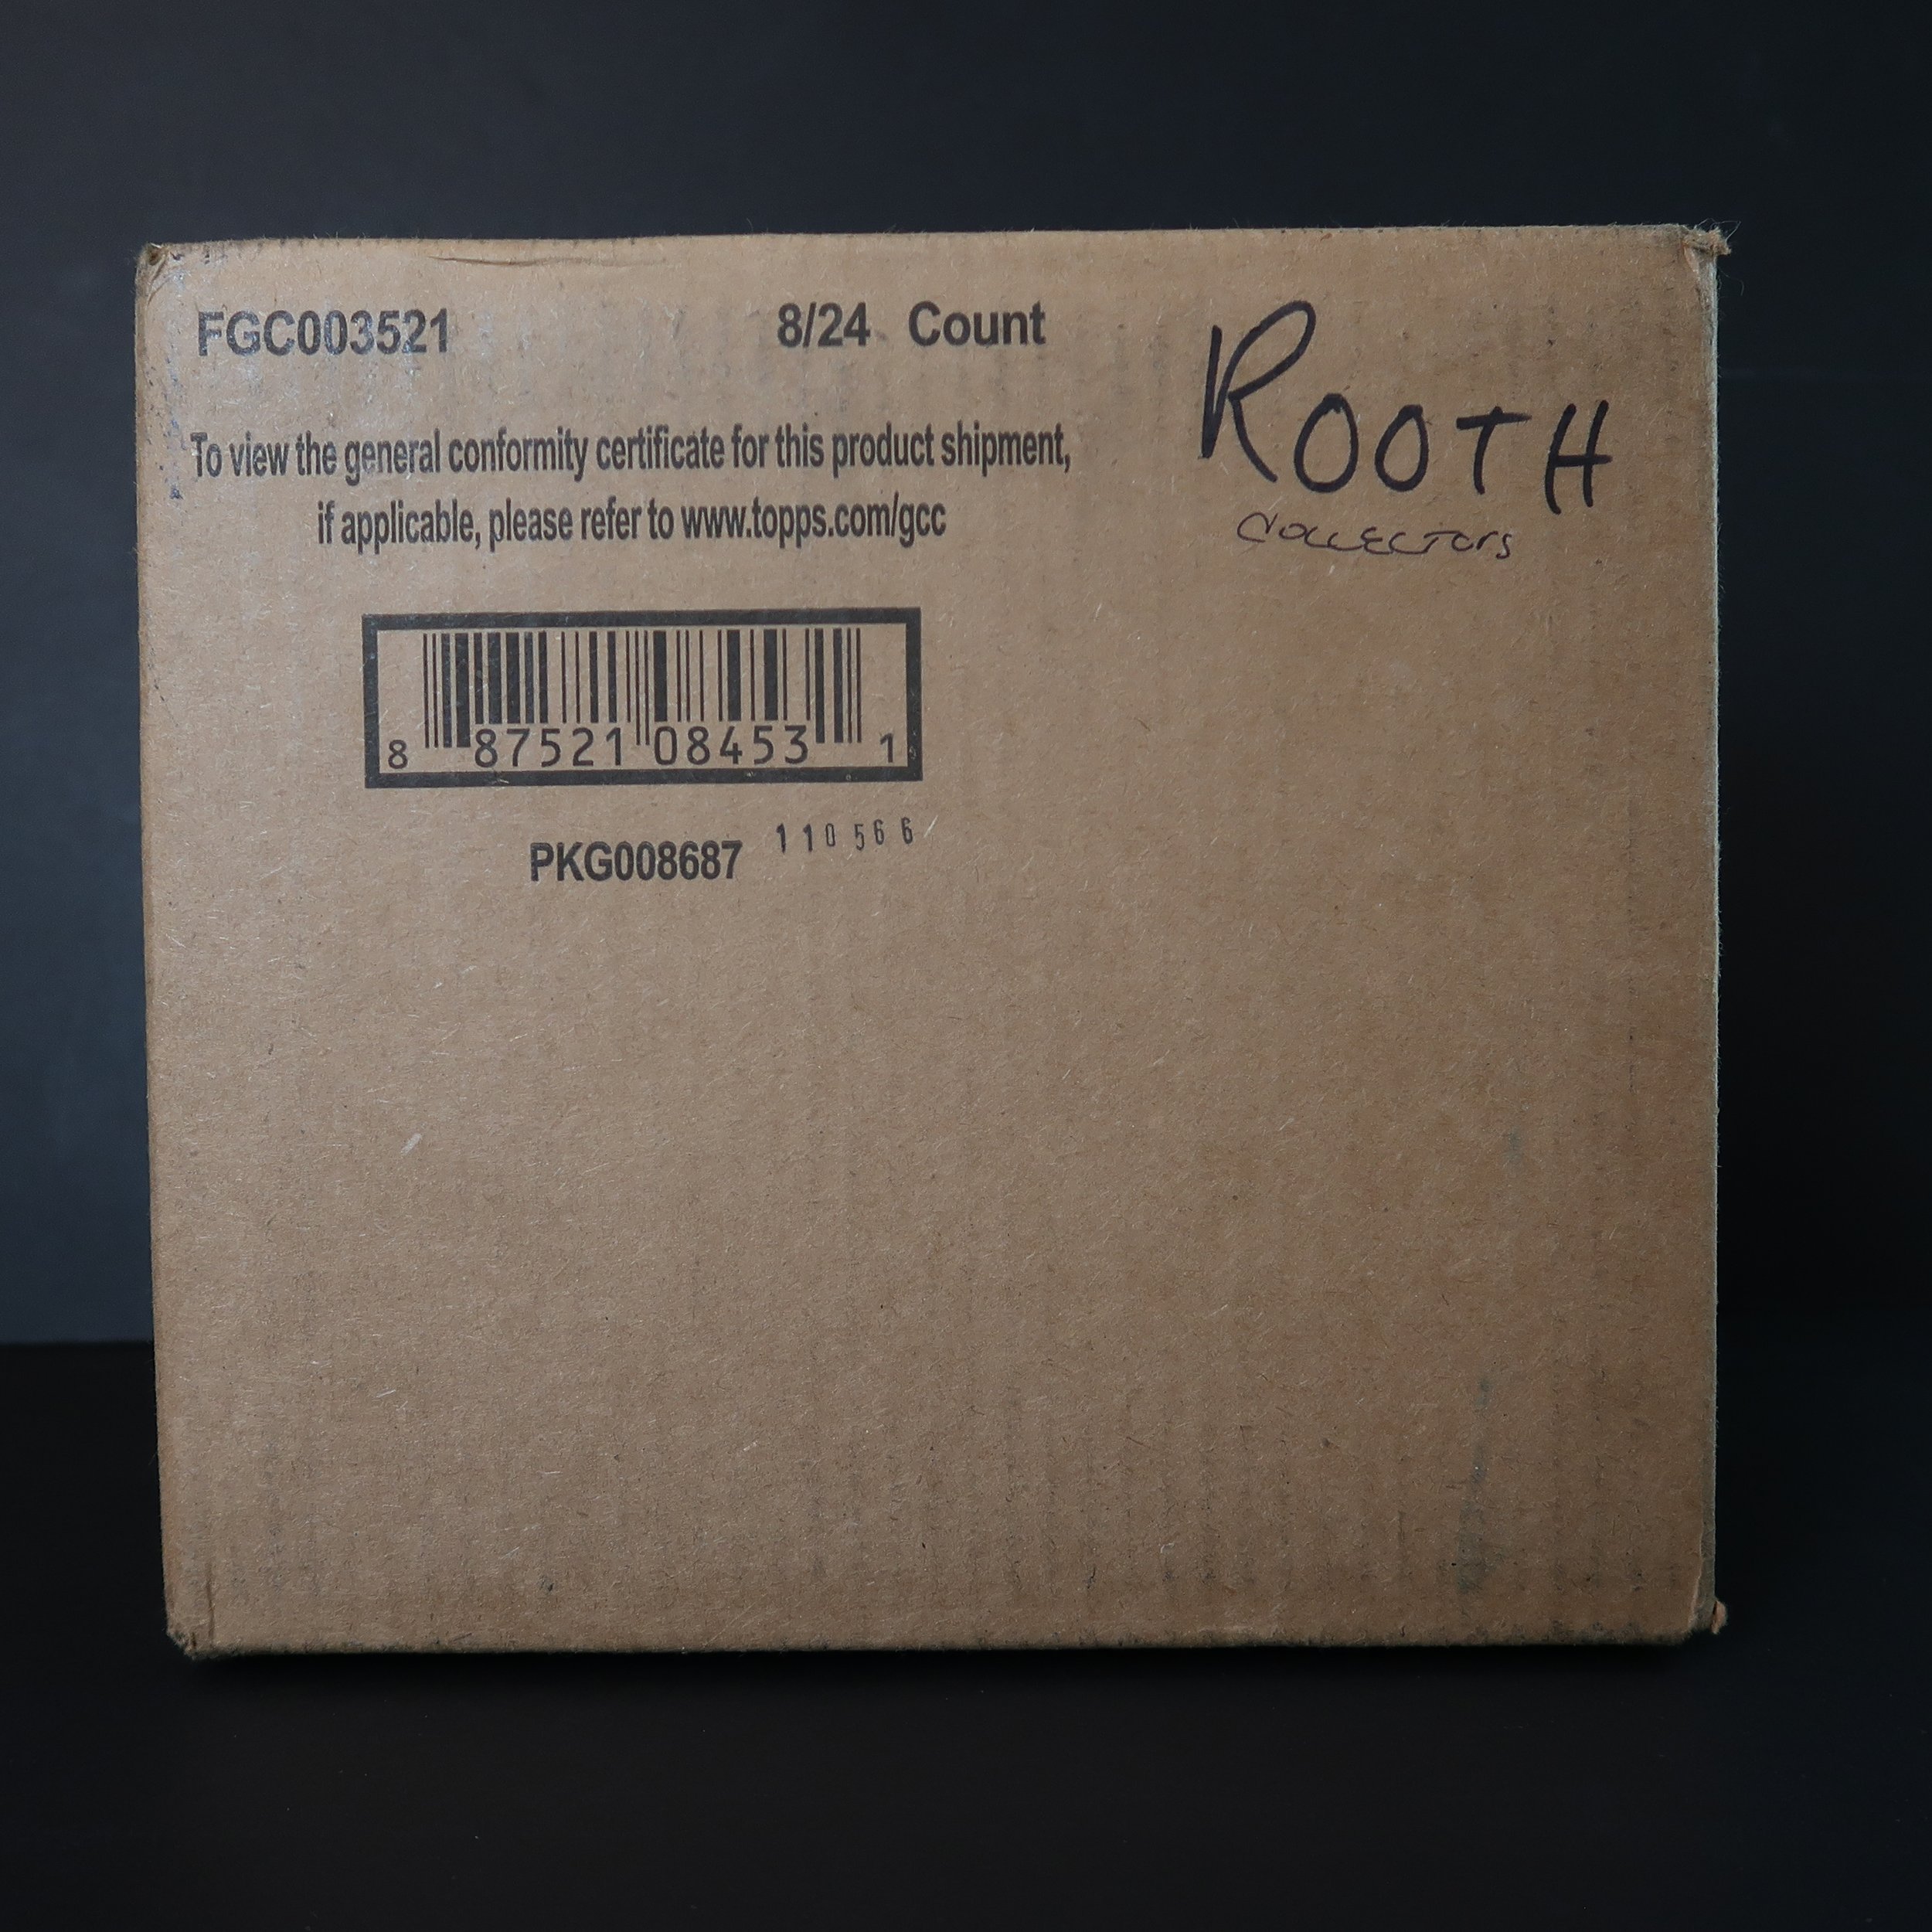 FGC003521 8/24 Count
To view the general conformity certificate for this product shipment,
if applicable, please refer to www.topps.com/gcc
8 87521 08453 1
PKG008687 110566
ROOTH
COLLECTORS